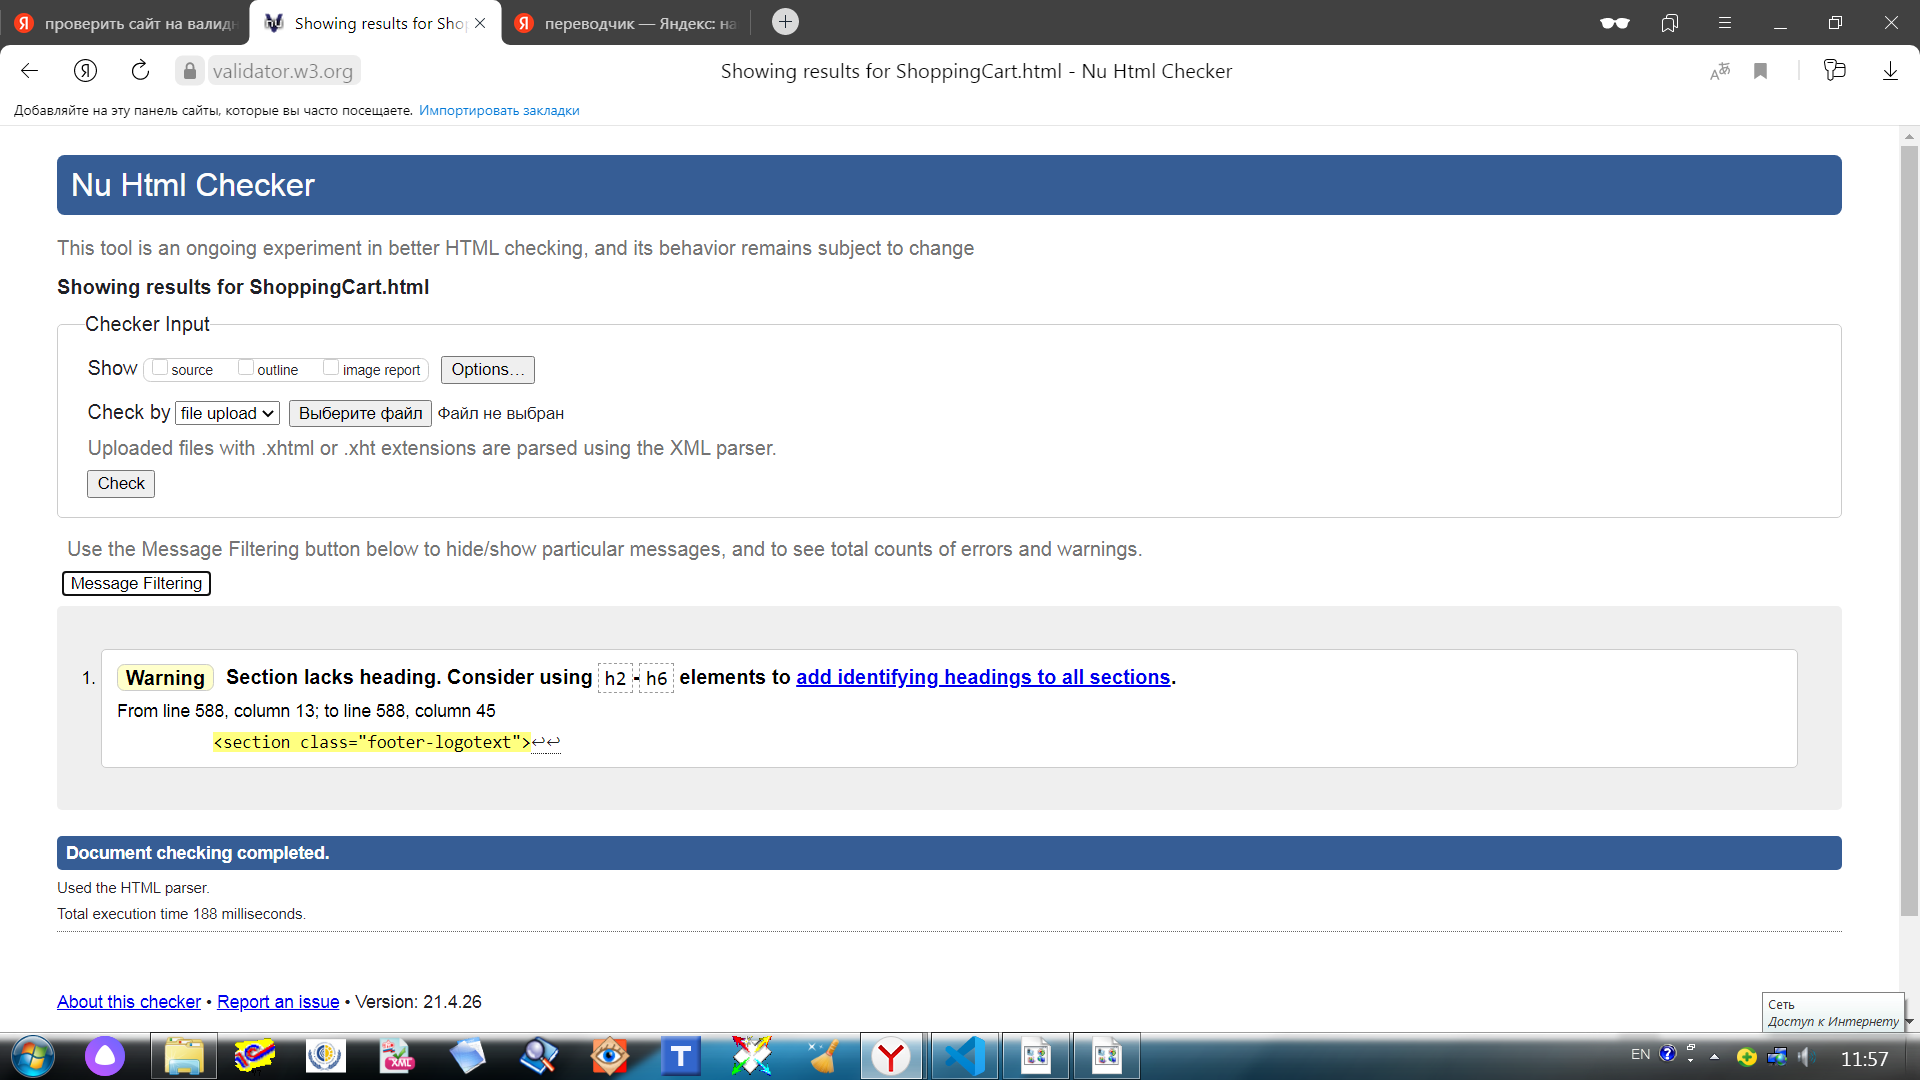 проверить сайт на валидн
Showing results for Shop
переводчик — Яндекс: на
validator.w3.org
Showing results for ShoppingCart.html - Nu Html Checker
Добавляйте на эту панель сайты, которые вы часто посещаете. Импортировать закладки
Nu Html Checker
This tool is an ongoing experiment in better HTML checking, and its behavior remains subject to change
Showing results for ShoppingCart.html
Checker Input
Show source outline image report Options...
Check by file upload Выберите файл Файл не выбран
Uploaded files with .xhtml or .xht extensions are parsed using the XML parser.
Check
Use the Message Filtering button below to hide/show particular messages, and to see total counts of errors and warnings.
Message Filtering
1. Warning Section lacks heading. Consider using h2-h6 elements to add identifying headings to all sections.
From line 588, column 13; to line 588, column 45
<section class="footer-logotext">↩↩
Document checking completed.
Used the HTML parser.
Total execution time 188 milliseconds.
About this checker • Report an issue • Version: 21.4.26
Сеть
Доступ к Интернету
EN
11:57